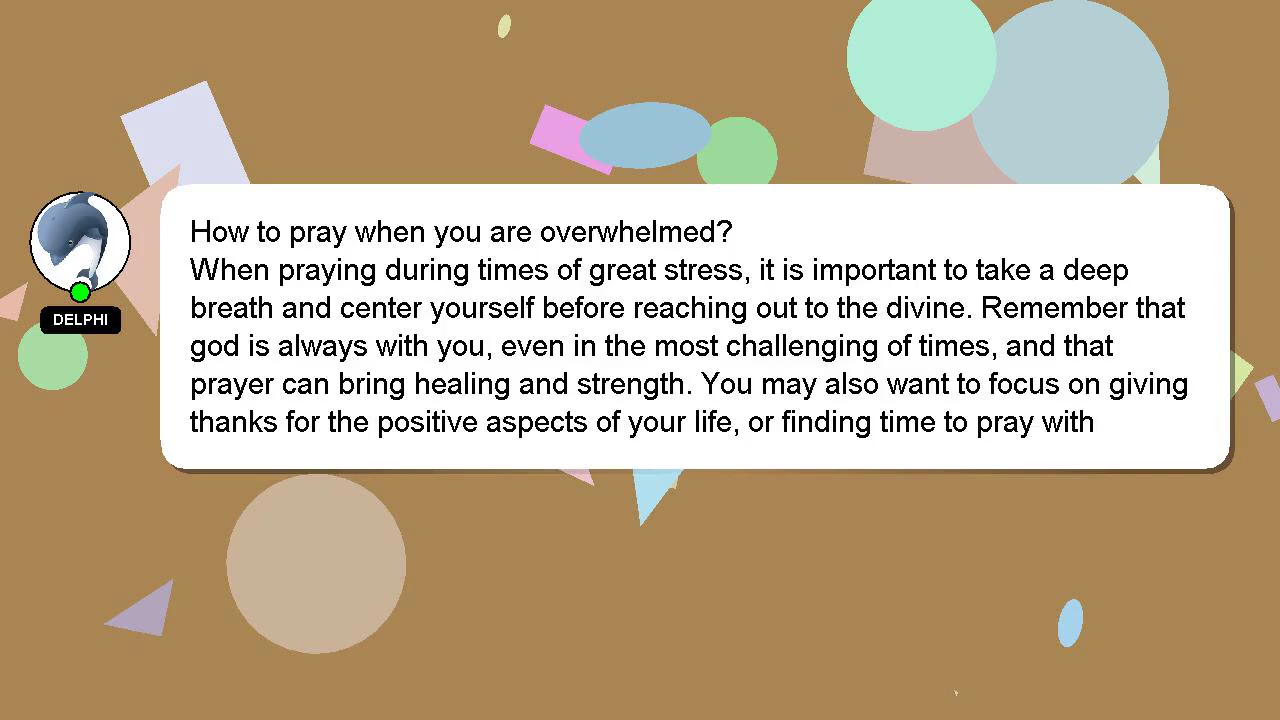 How to pray when you are overwhelmed?
When praying during times of great stress, it is important to take a deep
breath and center yourself before reaching out to the divine. Remember that
god is always with you, even in the most challenging of times, and that
prayer can bring healing and strength. You may also want to focus on giving
thanks for the positive aspects of your life, or finding time to pray with
DELPHI